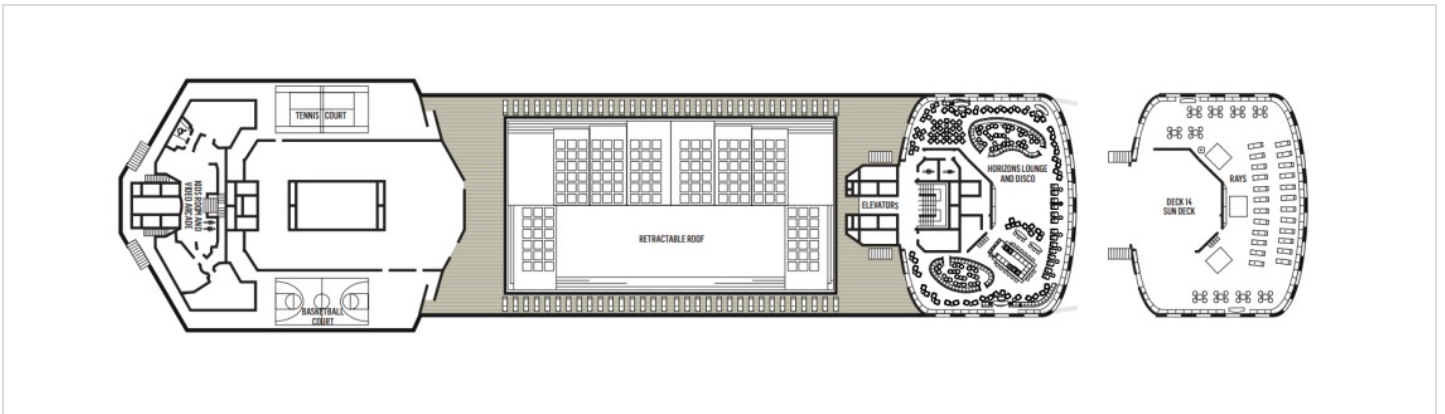 TENNIS COURT
KIDS ROOM AND
VIDEO ARCADE
BASKETBALL
COURT
RETRACTABLE ROOF
ELEVATORS
HORIZONS LOUNGE
AND DISCO
DECK 14
SUN DECK
RAYS